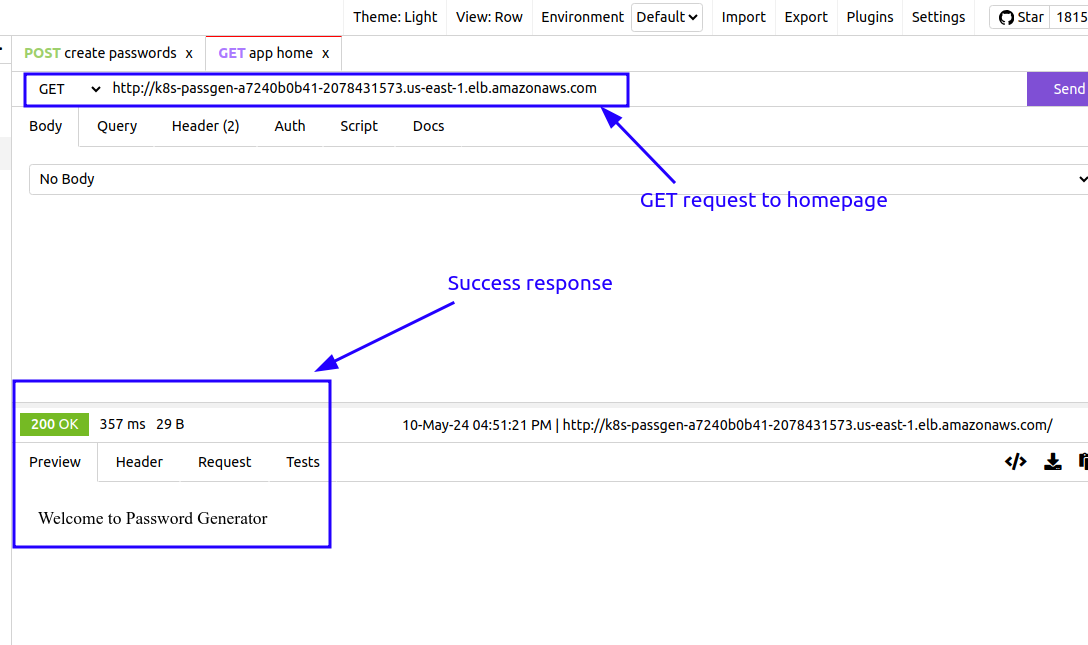 Theme: Light View: Row Environment Default Import Export Plugins Settings Star 1815
POST create passwords x GET app home x
GET http://k8s-passgen-a7240b0b41-2078431573.us-east-1.elb.amazonaws.com Send
Body Query Header (2) Auth Script Docs
No Body
GET request to homepage
Success response
200 OK 357 ms 29 B 10-May-24 04:51:21 PM | http://k8s-passgen-a7240b0b41-2078431573.us-east-1.elb.amazonaws.com/
Preview Header Request Tests </>
Welcome to Password Generator